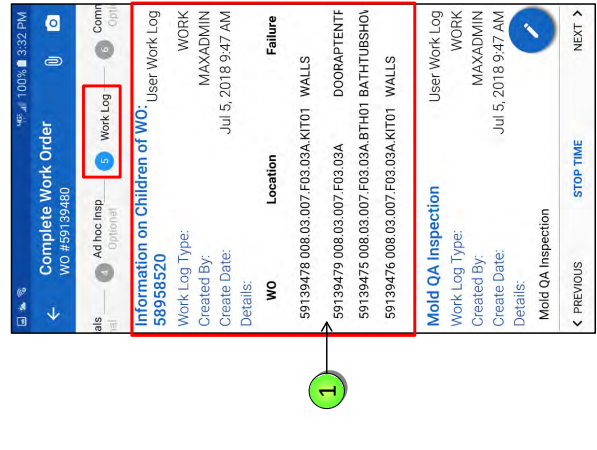 100% 3:32 PM
Complete Work Order
WO #59139480
als
4 Ad hoc Insp
Optional
5 Work Log
6 Comm
Information on Children of WO:
58958520
User Work Log
Work Log Type: WORK
Created By: MAXADMIN
Create Date: Jul 5, 2018 9:47 AM
Details:
WO Location Failure
59139478 008.03.007.F03.03A.KIT01 WALLS
59139479 008.03.007.F03.03A DOORAPTENTF
59139475 008.03.007.F03.03A.BTH01 BATHTUBSHOV
59139476 008.03.007.F03.03A.KIT01 WALLS
1
Mold QA Inspection User Work Log
Work Log Type: WORK
Created By: MAXADMIN
Create Date: Jul 5, 2018 9:47 AM
Details:
Mold QA Inspection
PREVIOUS STOP TIME NEXT